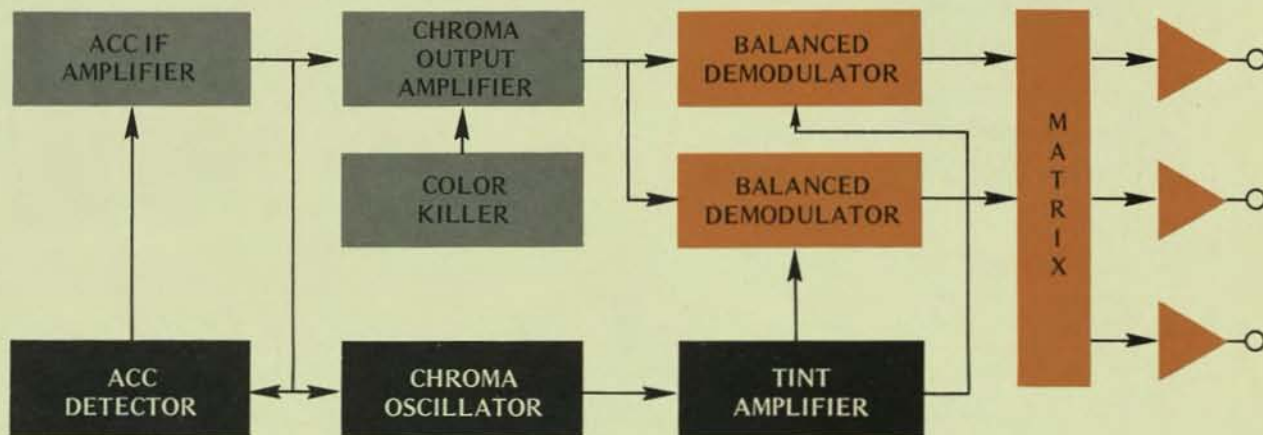 ACC IF
AMPLIFIER
CHROMA
OUTPUT
AMPLIFIER
BALANCED
DEMODULATOR
COLOR
KILLER
BALANCED
DEMODULATOR
M
A
T
R
I
X
ACC
DETECTOR
CHROMA
OSCILLATOR
TINT
AMPLIFIER